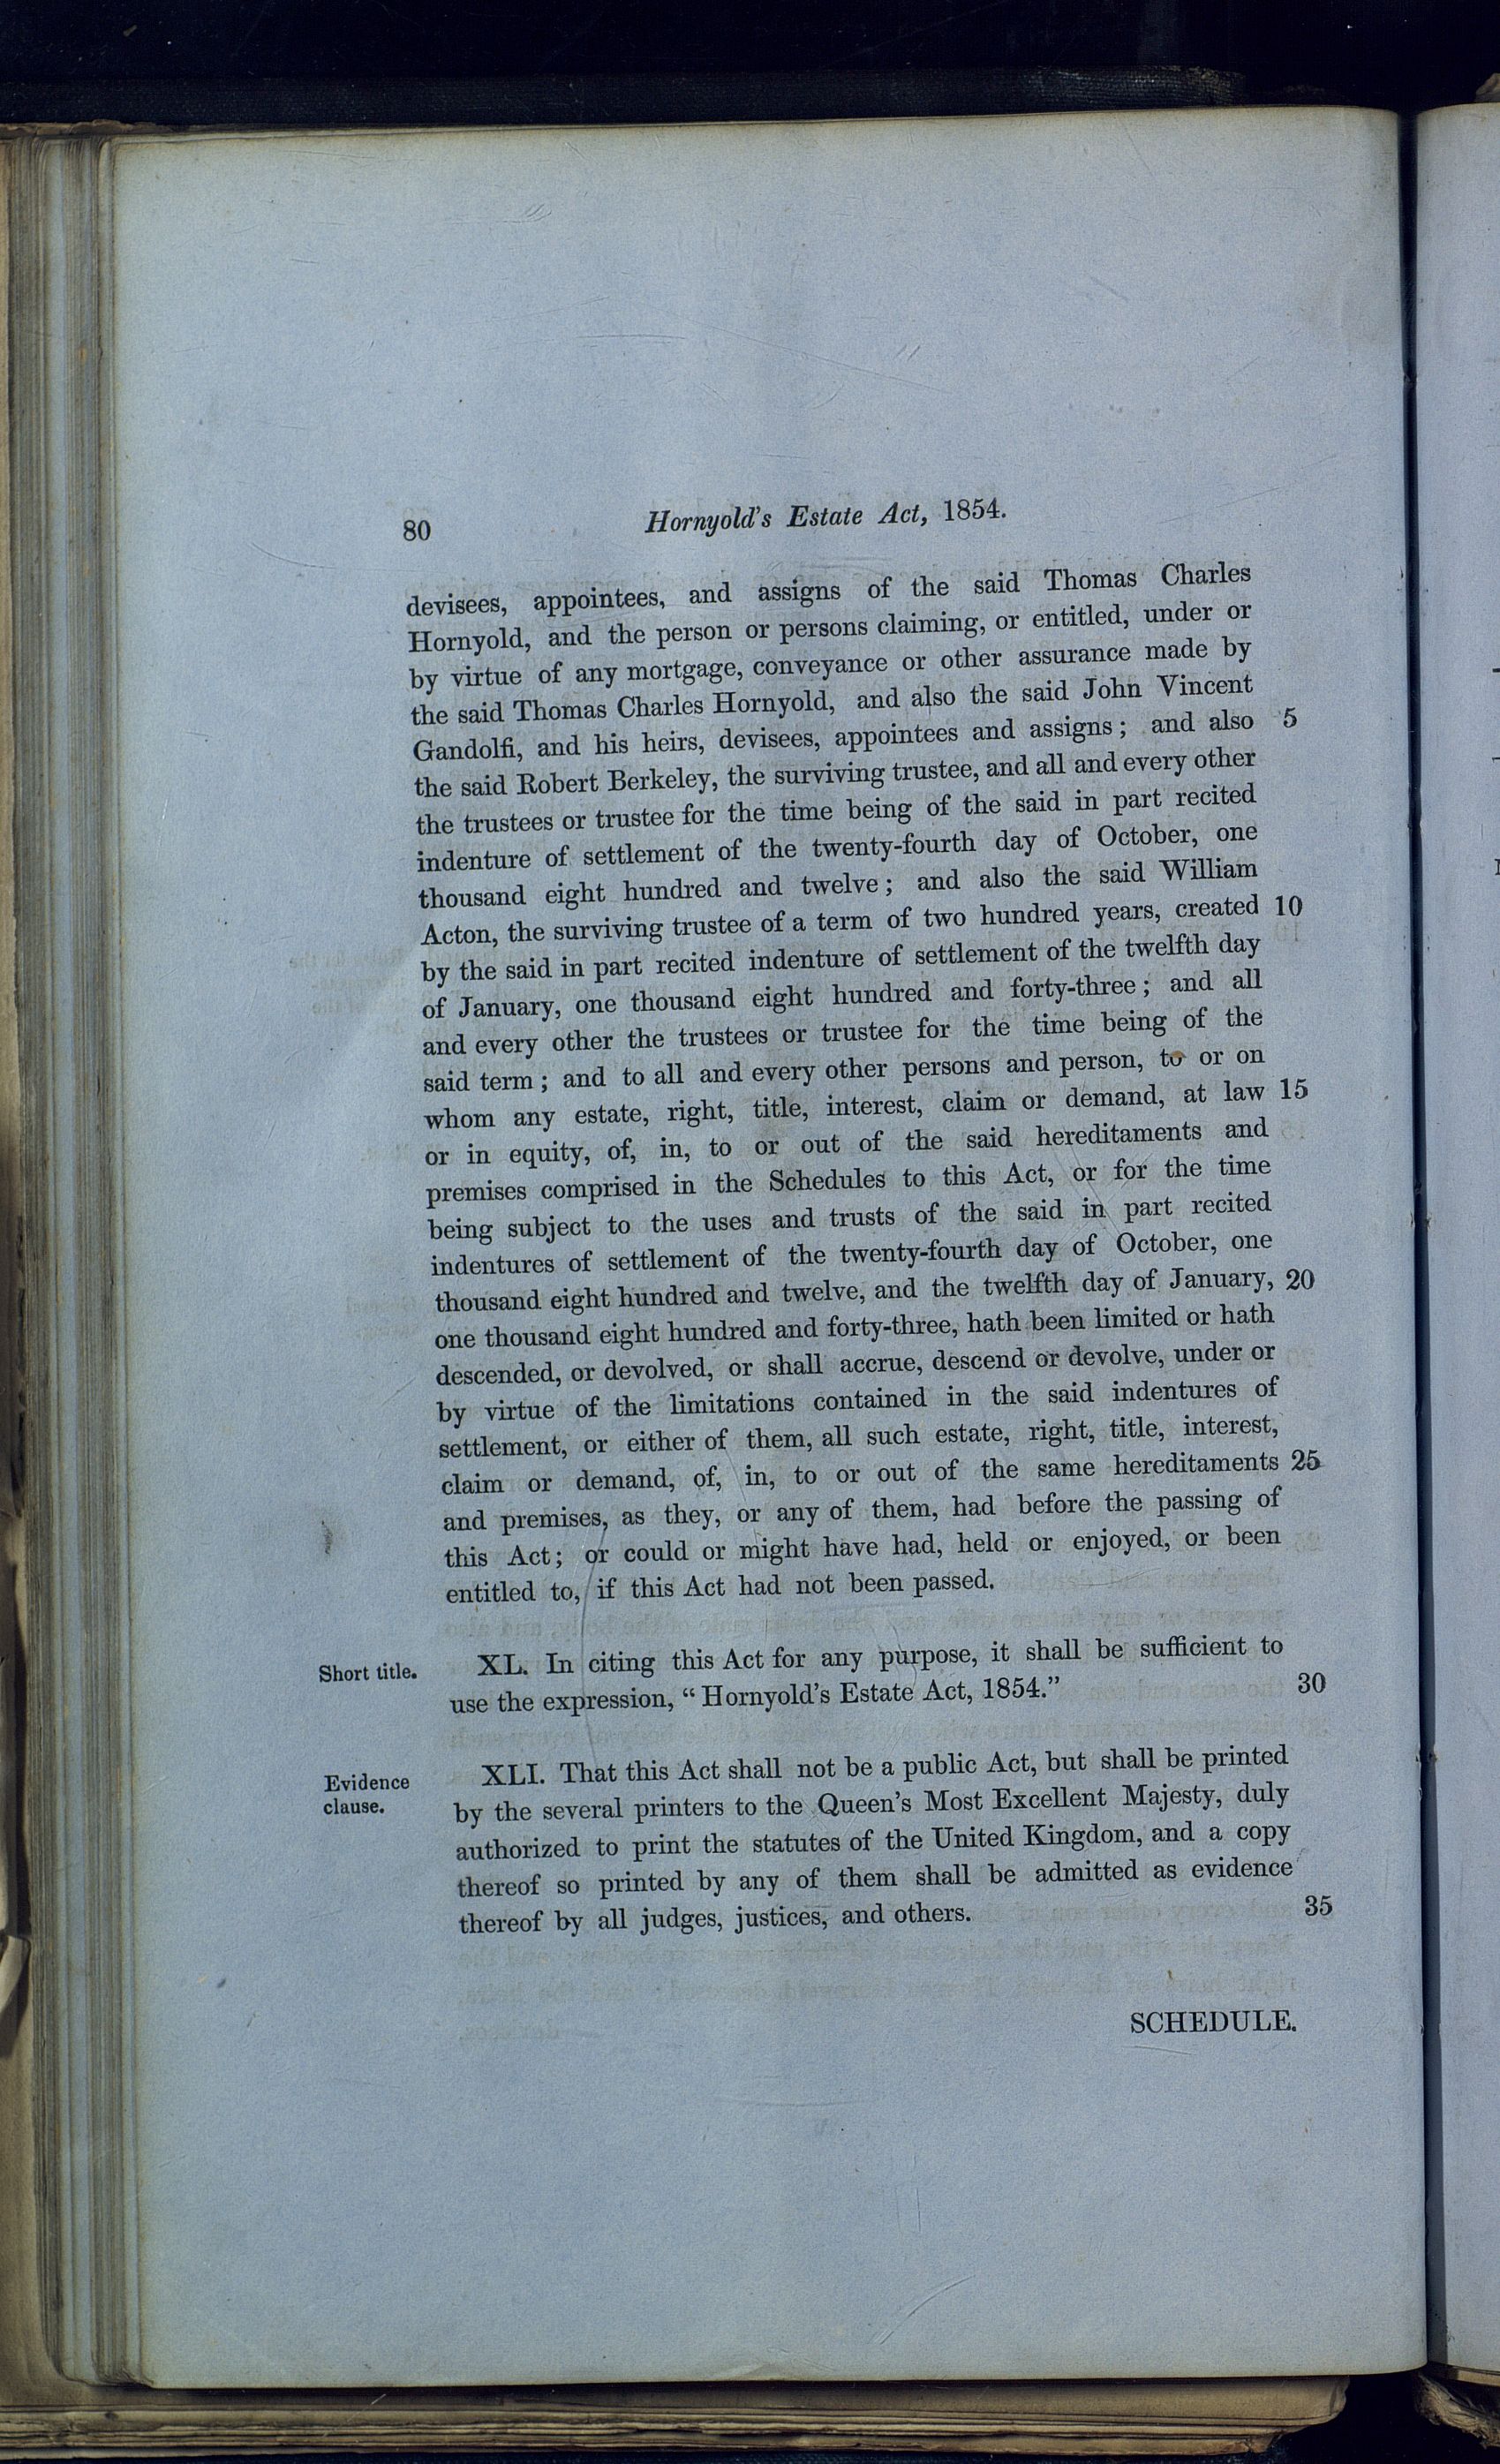 80 Hornyold's Estate Act, 1854.
devisees, appointees, and assigns of the said Thomas Charles
Hornyold, and the person or persons claiming, or entitled, under or
by virtue of any mortgage, conveyance or other assurance made by
the said Thomas Charles Hornyold, and also the said John Vincent
Gandolfi, and his heirs, devisees, appointees and assigns; and also 5
the said Robert Berkeley, the surviving trustee, and all and every other
the trustees or trustee for the time being of the said in part recited
indenture of settlement of the twenty-fourth day of October, one
thousand eight hundred and twelve; and also the said William
Acton, the surviving trustee of a term of two hundred years, created 10
by the said in part recited indenture of settlement of the twelfth day
of January, one thousand eight hundred and forty-three; and all
and every other the trustees or trustee for the time being of the
said term; and to all and every other persons and person, to or on
whom any estate, right, title, interest, claim or demand, at law 15
or in equity, of, in, to or out of the said hereditaments and
premises comprised in the Schedules to this Act, or for the time
being subject to the uses and trusts of the said in part recited
indentures of settlement of the twenty-fourth day of October, one
thousand eight hundred and twelve, and the twelfth day of January, 20
one thousand eight hundred and forty-three, hath been limited or hath
descended, or devolved, or shall accrue, descend or devolve, under or
by virtue of the limitations contained in the said indentures of
settlement, or either of them, all such estate, right, title, interest,
claim or demand, of, in, to or out of the same hereditaments 25
and premises, as they, or any of them, had before the passing of
this Act; or could or might have had, held or enjoyed, or been
entitled to, if this Act had not been passed.
Short title. XL. In citing this Act for any purpose, it shall be sufficient to
use the expression, "Hornyold's Estate Act, 1854." 30
Evidence XLI. That this Act shall not be a public Act, but shall be printed
clause. by the several printers to the Queen's Most Excellent Majesty, duly
authorized to print the statutes of the United Kingdom, and a copy
thereof so printed by any of them shall be admitted as evidence
thereof by all judges, justices, and others. 35
SCHEDULE.